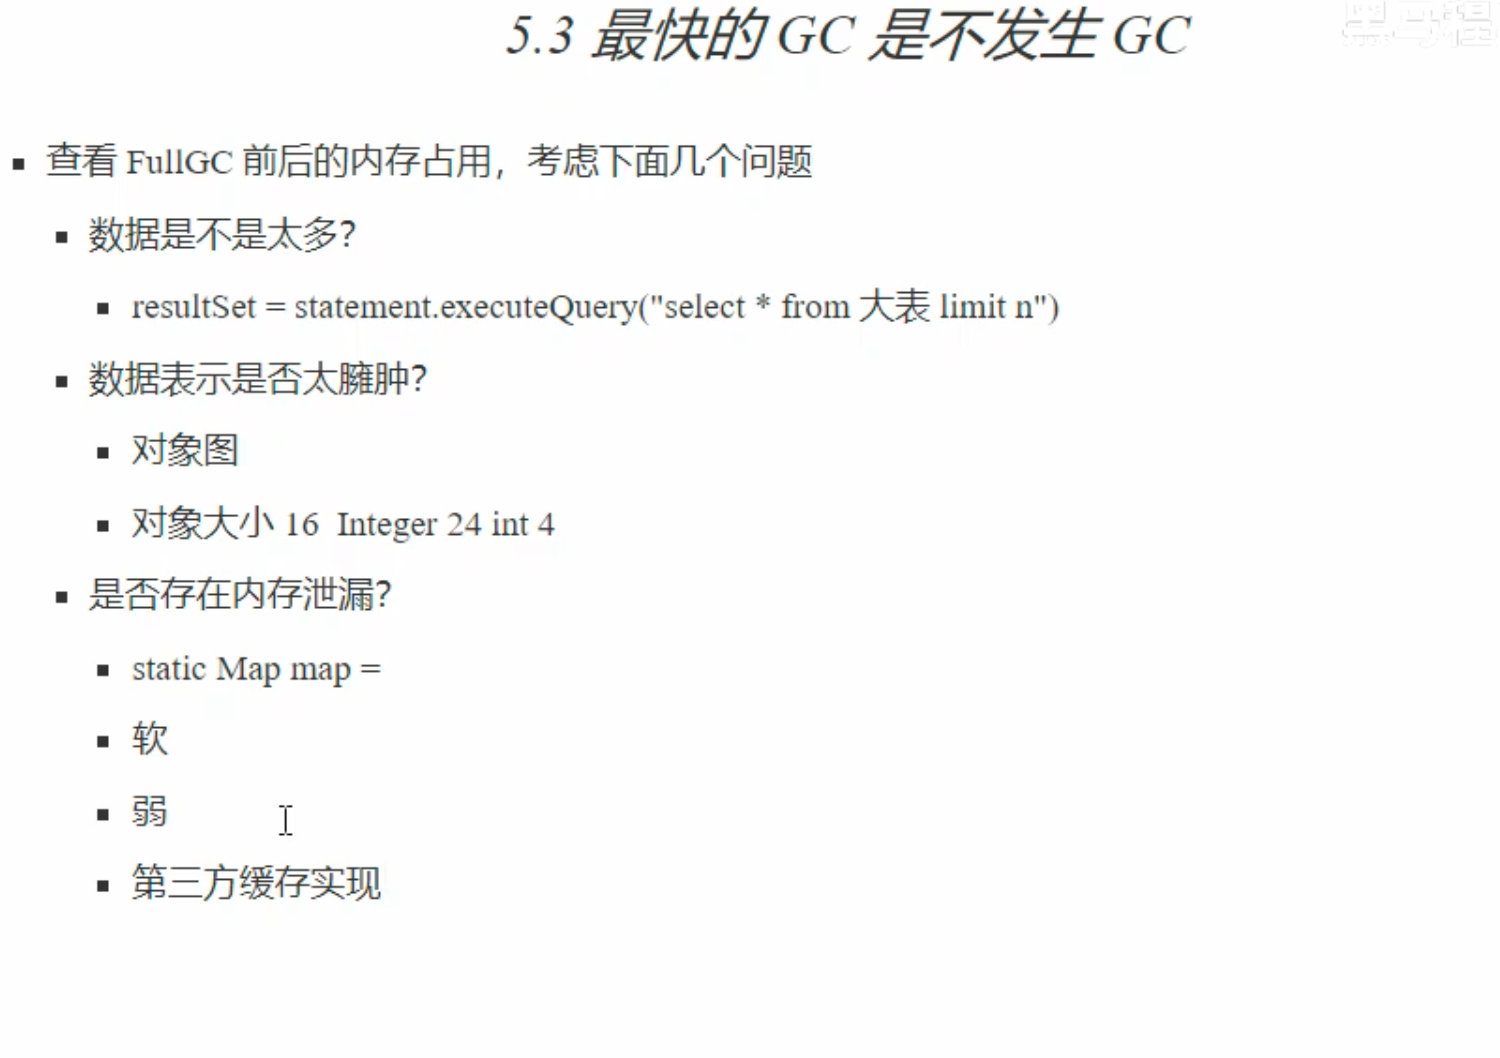 5.3 最快的 GC 是不发生 GC
黑马程
查看 FullGC 前后的内存占用，考虑下面几个问题
数据是不是太多？
resultSet = statement.executeQuery("select * from 大表 limit n")
数据表示是否太臃肿？
对象图
对象大小 16 Integer 24 int 4
是否存在内存泄漏？
static Map map =
软
弱
第三方缓存实现